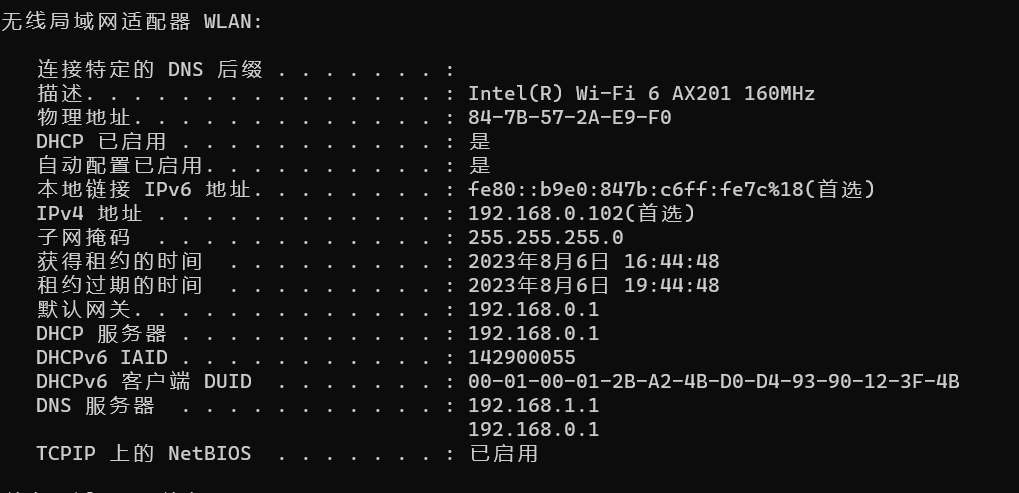 无线局域网适配器 WLAN:
连接特定的 DNS 后缀 . . . . . . . :
描述. . . . . . . . . . . . . . . : Intel(R) Wi-Fi 6 AX201 160MHz
物理地址. . . . . . . . . . . . . : 84-7B-57-2A-E9-F0
DHCP 已启用 . . . . . . . . . . . : 是
自动配置已启用. . . . . . . . . . : 是
本地链接 IPv6 地址. . . . . . . . : fe80::b9e0:847b:c6ff:fe7c%18(首选)
IPv4 地址 . . . . . . . . . . . . : 192.168.0.102(首选)
子网掩码  . . . . . . . . . . . . : 255.255.255.0
获得租约的时间  . . . . . . . . . : 2023年8月6日 16:44:48
租约过期的时间  . . . . . . . . . : 2023年8月6日 19:44:48
默认网关. . . . . . . . . . . . . : 192.168.0.1
DHCP 服务器 . . . . . . . . . . . : 192.168.0.1
DHCPv6 IAID . . . . . . . . . . . : 142900055
DHCPv6 客户端 DUID  . . . . . . . : 00-01-00-01-2B-A2-4B-D0-D4-93-90-12-3F-4B
DNS 服务器  . . . . . . . . . . . : 192.168.1.1
192.168.0.1
TCPIP 上的 NetBIOS  . . . . . . . : 已启用